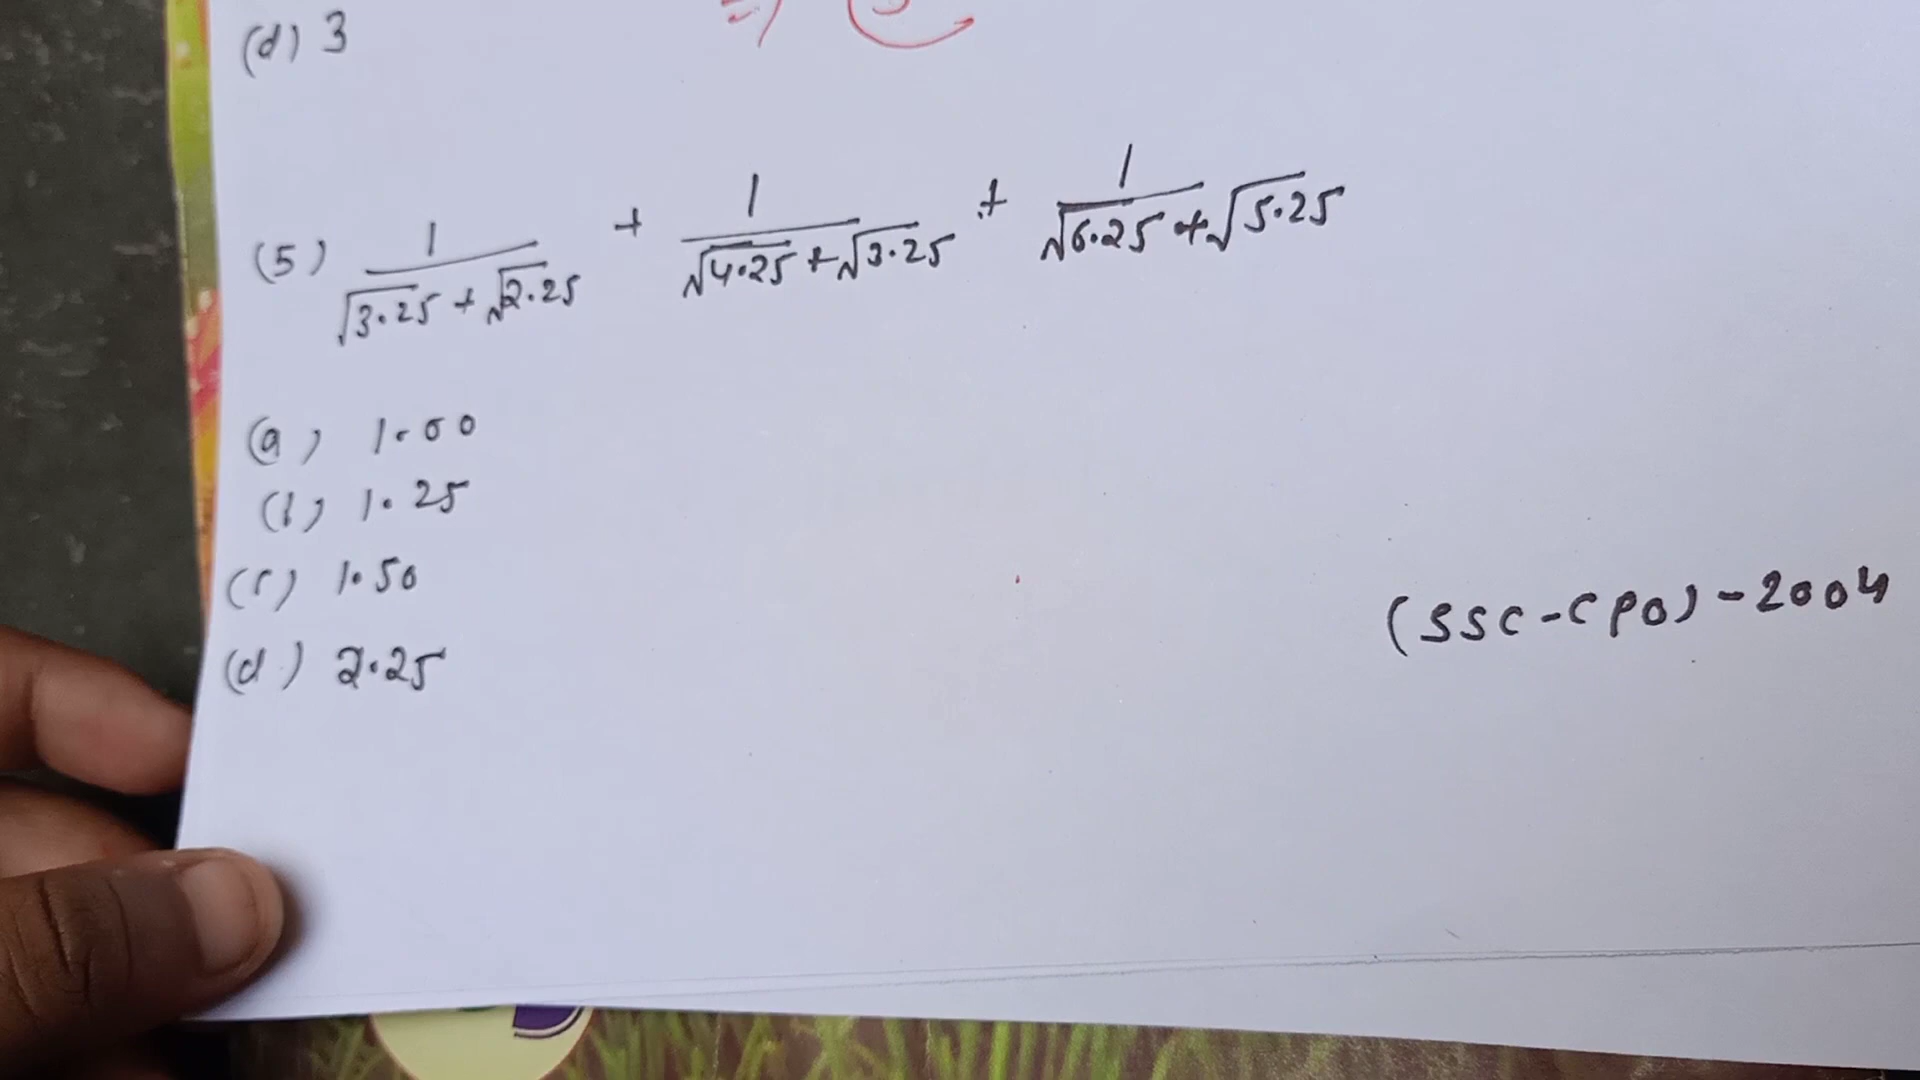 (d) 3
(5) 1/(√3.25 + √2.25) + 1/(√4.25 + √3.25) + 1/(√6.25 + √5.25)
(a) 1.00
(b) 1.25
(c) 1.50
(d) 2.25
(SSC-CPO)-2004